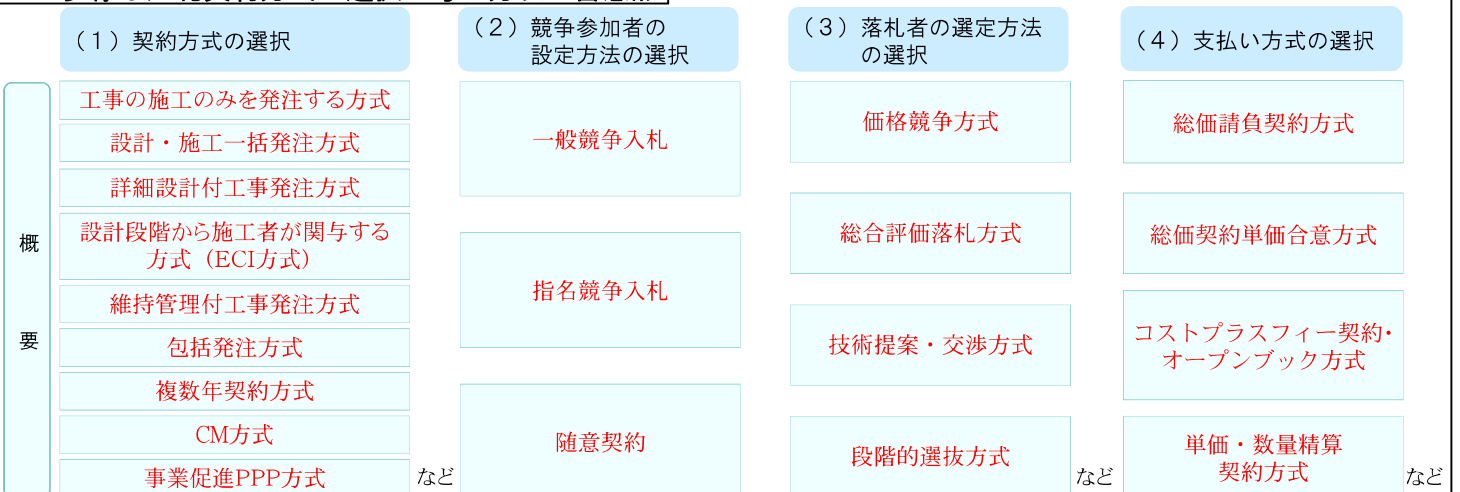 （１）契約方式の選択
工事の施工のみを発注する方式
設計・施工一括発注方式
詳細設計付工事発注方式
設計段階から施工者が関与する
方式（ECI方式）
維持管理付工事発注方式
包括発注方式
複数年契約方式
CM方式
事業促進PPP方式
など
（２）競争参加者の
設定方法の選択
一般競争入札
指名競争入札
随意契約
（３）落札者の選定方法
の選択
価格競争方式
総合評価落札方式
技術提案・交渉方式
段階的選抜方式
など
（４）支払い方式の選択
総価請負契約方式
総価契約単価合意方式
コストプラスフィー契約・
オープンブック方式
単価・数量精算
契約方式
など
概
要